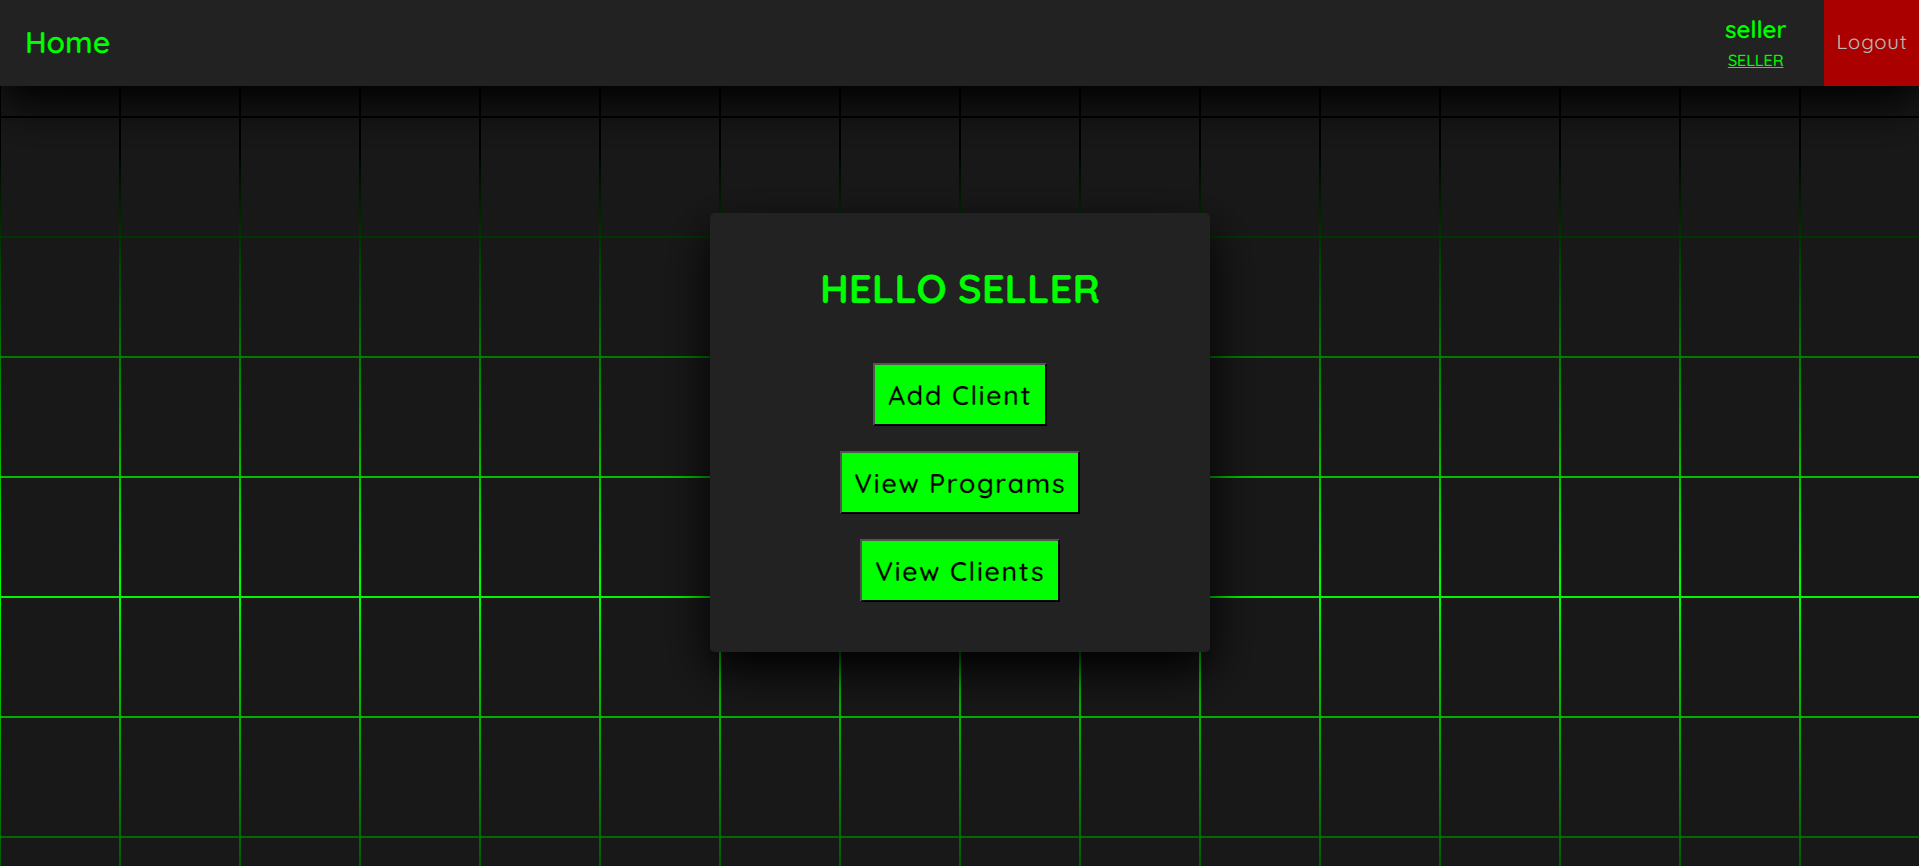 Home
seller
SELLER
Logout
HELLO SELLER
Add Client
View Programs
View Clients